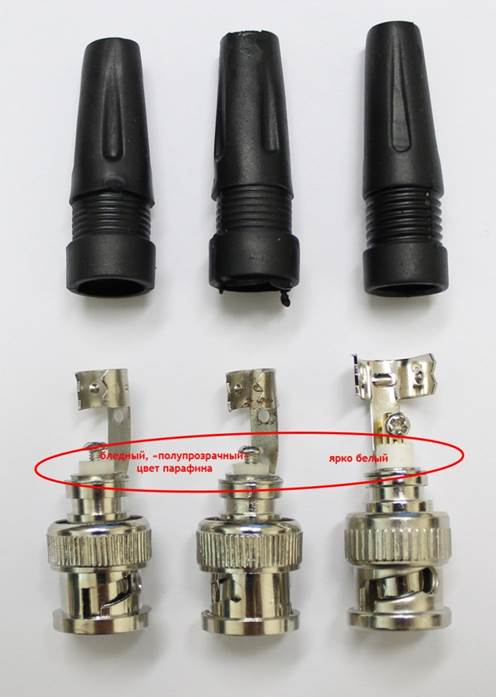 бледный, ~полупрозрачный
цвет парафина
ярко белый